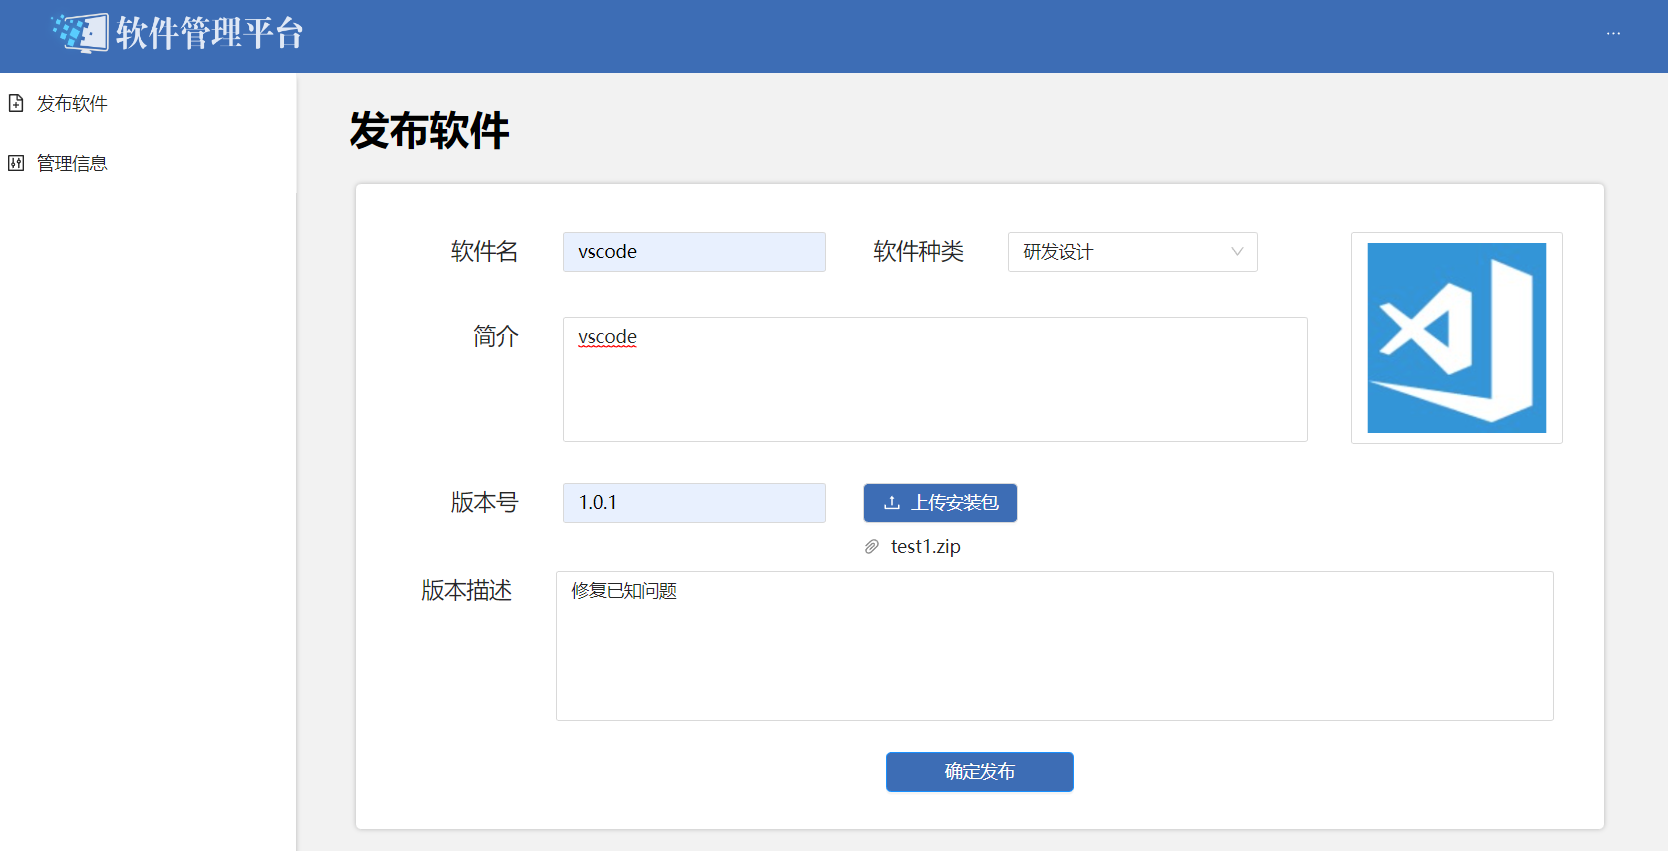 软件管理平台
···
发布软件
管理信息
发布软件
软件名 vscode 软件种类 研发设计
简介 vscode
版本号 1.0.1 上传安装包
test1.zip
版本描述 修复已知问题
确定发布